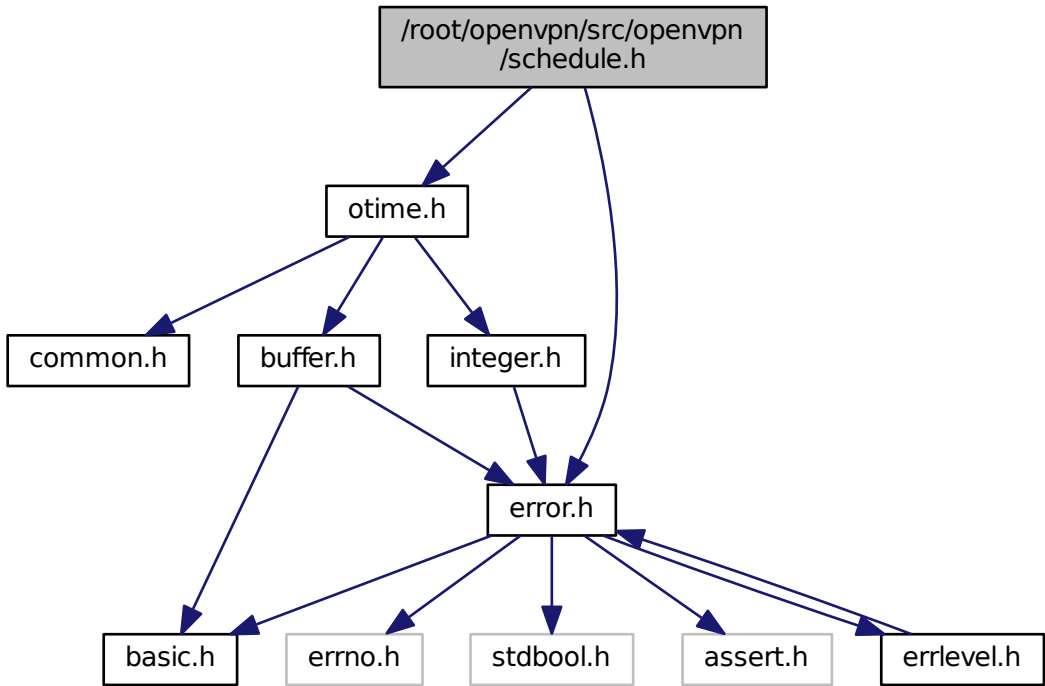 /root/openvpn/src/openvpn
/schedule.h
otime.h
common.h
buffer.h
integer.h
error.h
basic.h
errno.h
stdbool.h
assert.h
errlevel.h